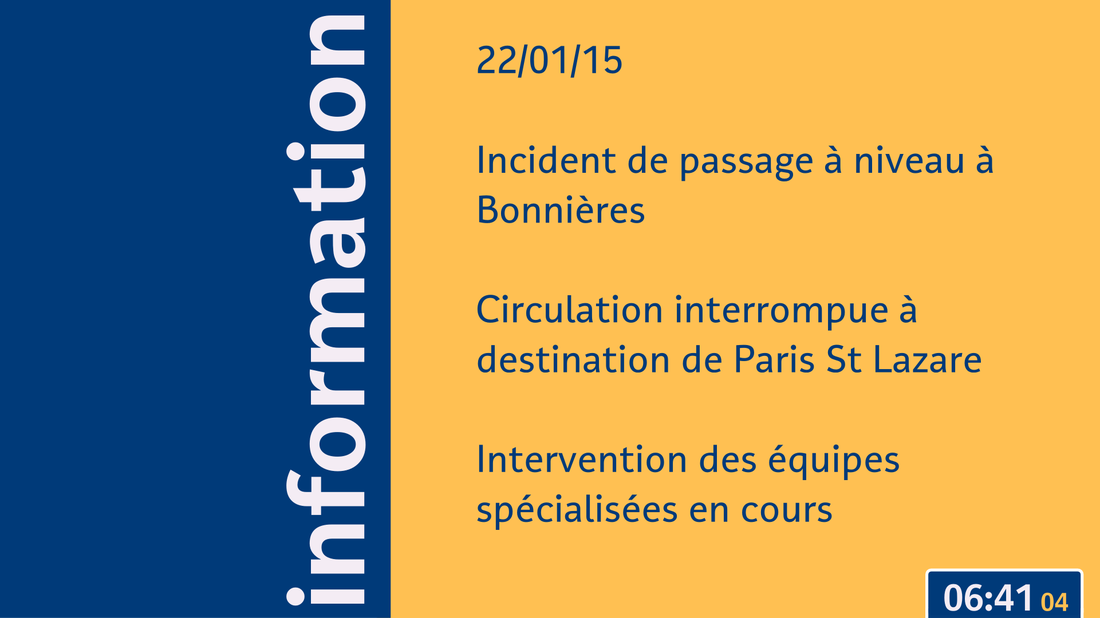 information
22/01/15
Incident de passage à niveau à
Bonnières
Circulation interrompue à
destination de Paris St Lazare
Intervention des équipes
spécialisées en cours
06:41 04